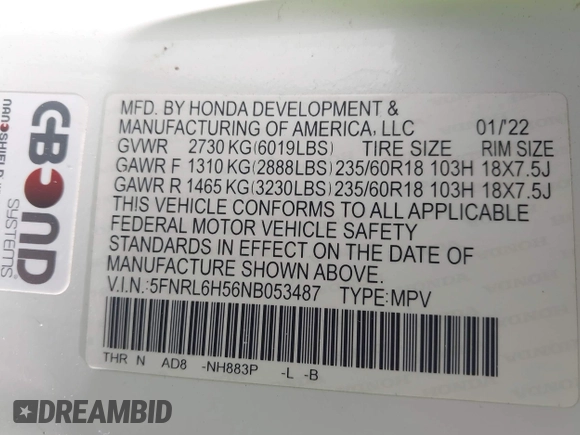 MFD. BY HONDA DEVELOPMENT &
MANUFACTURING OF AMERICA, LLC 01/'22
GVWR 2730 KG(6019LBS) TIRE SIZE RIM SIZE
GAWR F 1310 KG(2888LBS) 235/60R18 103H 18X7.5J
GAWR R 1465 KG(3230LBS) 235/60R18 103H 18X7.5J
THIS VEHICLE CONFORMS TO ALL APPLICABLE
FEDERAL MOTOR VEHICLE SAFETY
STANDARDS IN EFFECT ON THE DATE OF
MANUFACTURE SHOWN ABOVE.
V.I.N.:5FNRL6H56NB053487 TYPE:MPV
THR N AD8 -NH883P -L -B
C-BOND
SYSTEMS
DREAMBID